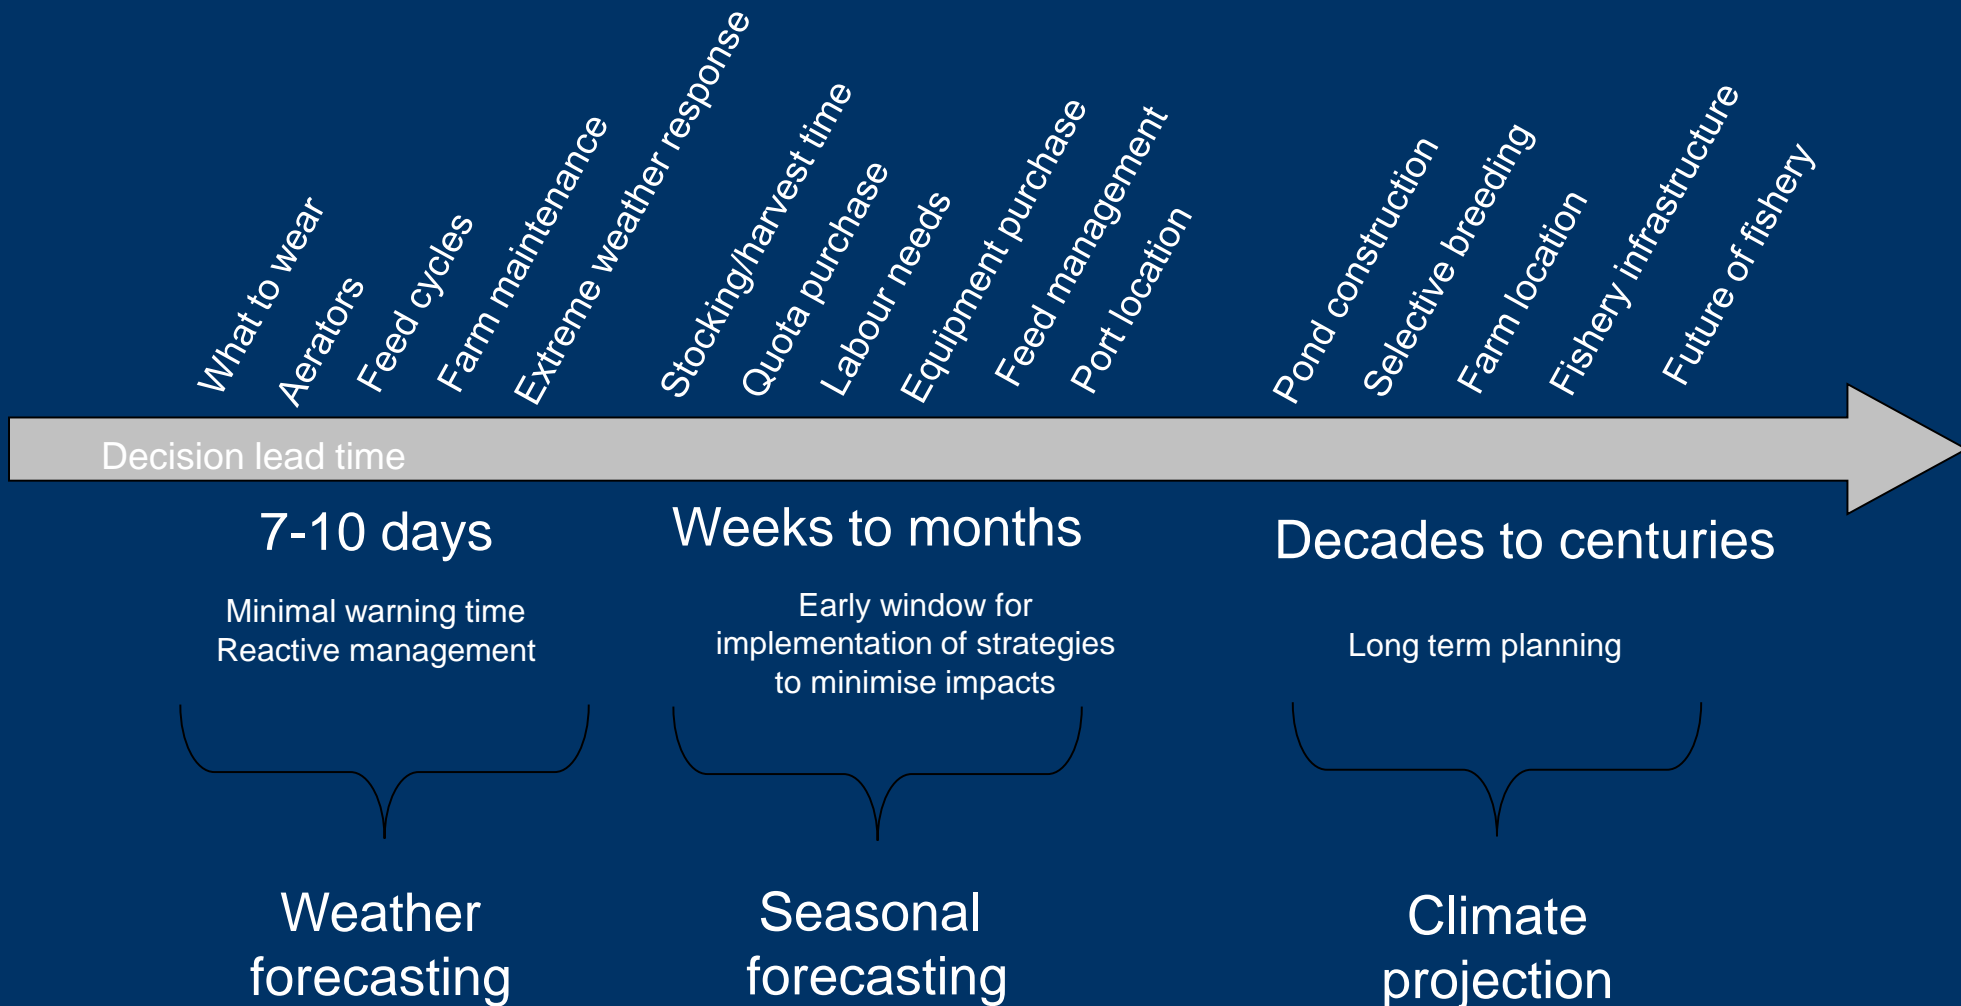 What to wear
Aerators
Feed cycles
Farm maintenance
Extreme weather response
Stocking/harvest time
Quota purchase
Labour needs
Equipment purchase
Feed management
Port location
Pond construction
Selective breeding
Farm location
Fishery infrastructure
Future of fishery
Decision lead time
7-10 days
Minimal warning time
Reactive management
Weather
forecasting
Weeks to months
Early window for
implementation of strategies
to minimise impacts
Seasonal
forecasting
Decades to centuries
Long term planning
Climate
projection